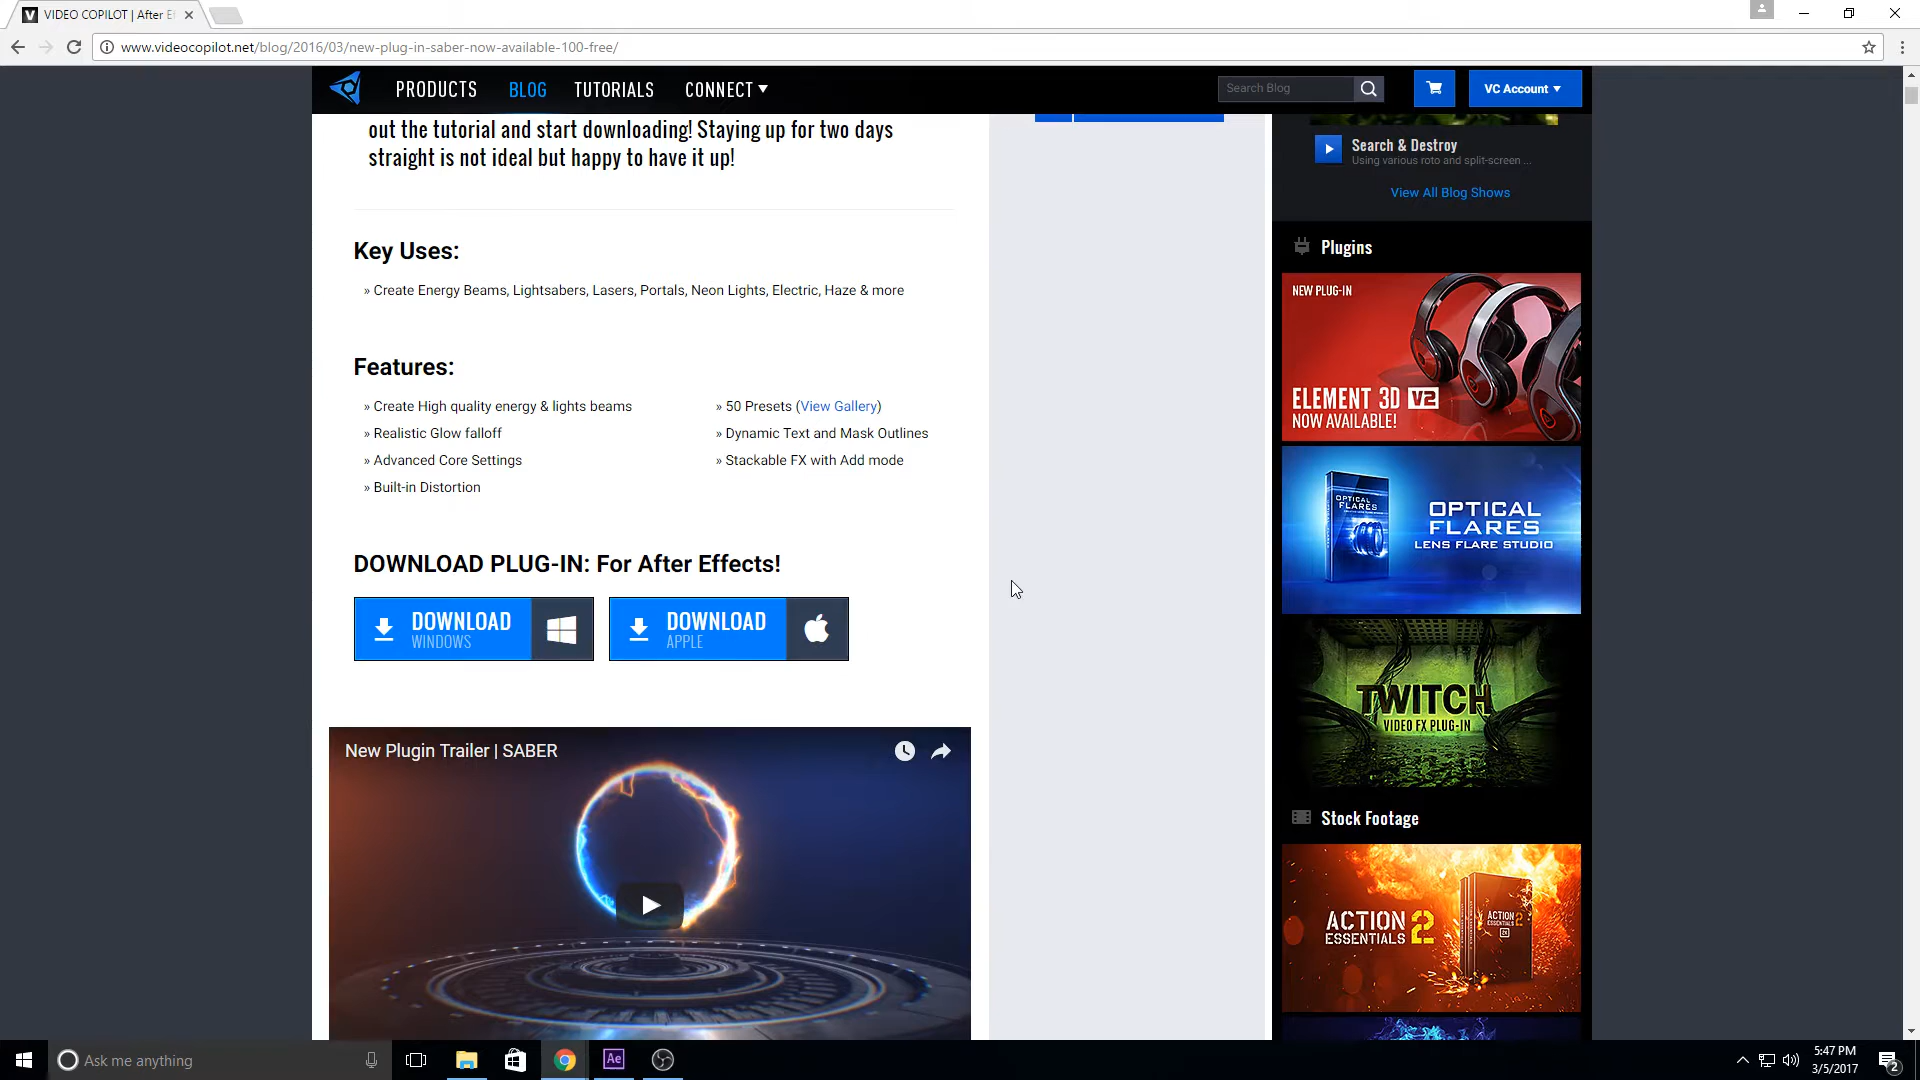 VIDEO COPILOT | After E
www.videocopilot.net/blog/2016/03/new-plug-in-saber-now-available-100-free/
PRODUCTS
BLOG
TUTORIALS
CONNECT
Search Blog
VC Account
out the tutorial and start downloading! Staying up for two days
straight is not ideal but happy to have it up!
Key Uses:
» Create Energy Beams, Lightsabers, Lasers, Portals, Neon Lights, Electric, Haze & more
Features:
» Create High quality energy & lights beams
» Realistic Glow falloff
» Advanced Core Settings
» Built-in Distortion
» 50 Presets (View Gallery)
» Dynamic Text and Mask Outlines
» Stackable FX with Add mode
DOWNLOAD PLUG-IN: For After Effects!
DOWNLOAD
WINDOWS
DOWNLOAD
APPLE
New Plugin Trailer | SABER
Search & Destroy
Using various roto and split-screen ...
View All Blog Shows
Plugins
NEW PLUG-IN
ELEMENT 3D V2
NOW AVAILABLE!
OPTICAL
FLARES
OPTICAL
FLARES
LENS FLARE STUDIO
TWITCH
VIDEO FX PLUG-IN
Stock Footage
ACTION
ESSENTIALS 2
ACTION
ESSENTIALS 2
2K
Ask me anything
Ae
5:47 PM
3/5/2017
2